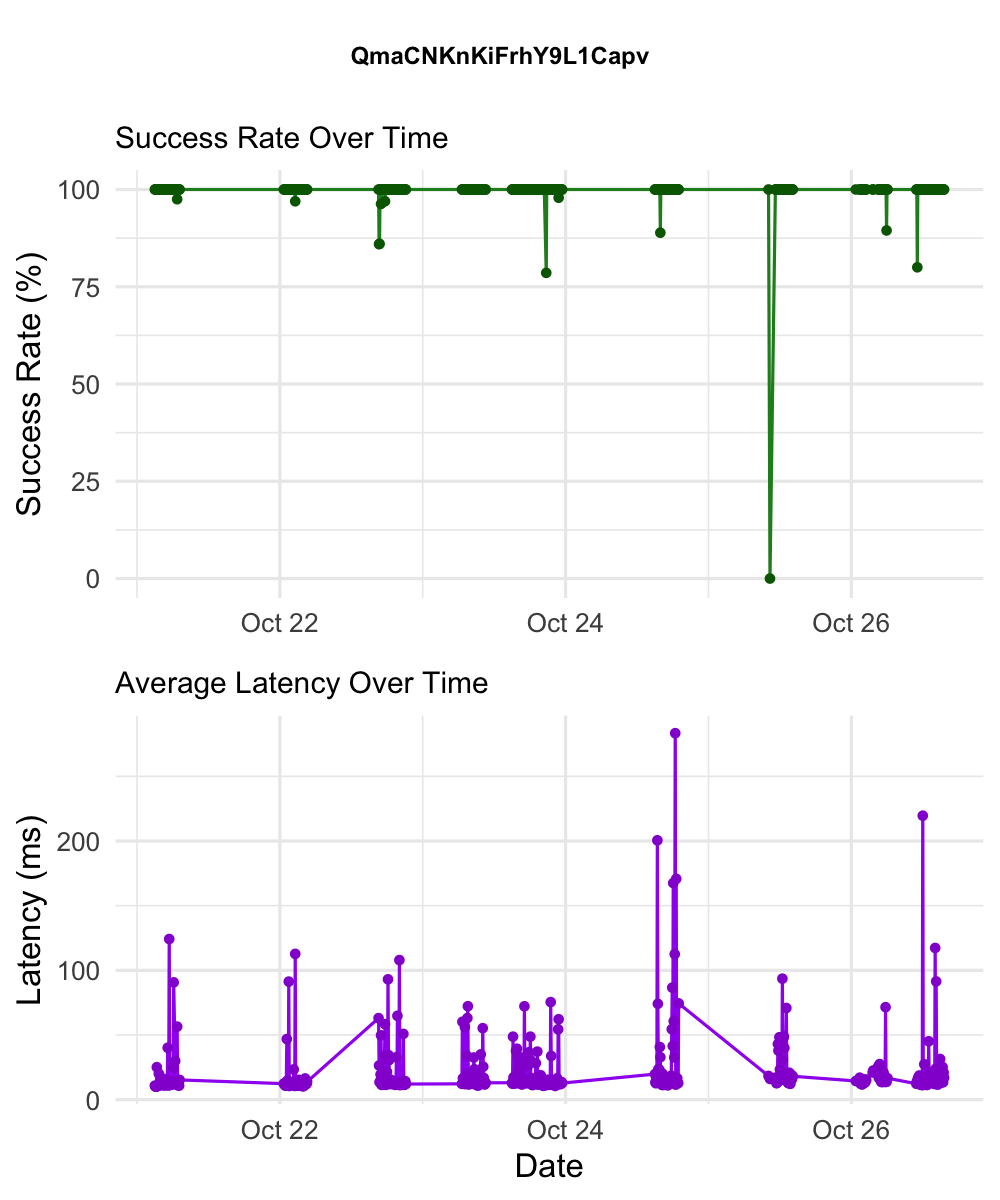 QmaCNKnKiFrhY9L1Capv
Success Rate Over Time
Success Rate (%)
100
75
50
25
0
Oct 22 Oct 24 Oct 26
Average Latency Over Time
Latency (ms)
200
100
0
Oct 22 Oct 24 Oct 26
Date